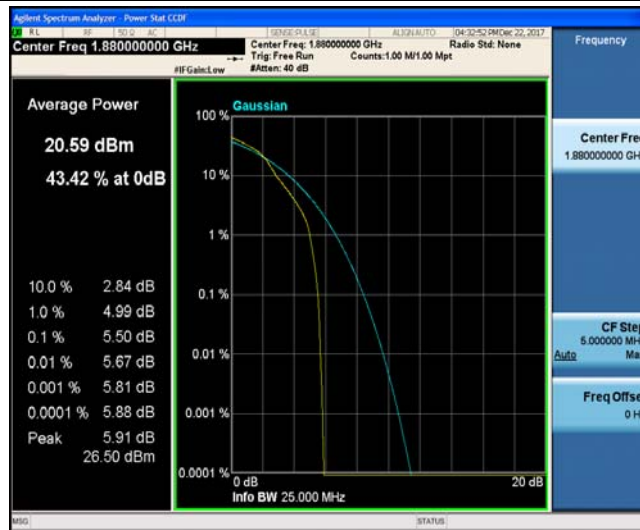 Agilent Spectrum Analyzer - Power Stat CCDF
RL RF 50 Ω AC SENSE:PULSE ALIGN AUTO 04:32:52 PM Dec 22, 2017
Center Freq 1.880000000 GHz
Center Freq: 1.880000000 GHz Radio Std: None
Trig: Free Run Counts:1.00 M/1.00 Mpt
#IFGain:Low #Atten: 40 dB
Frequency
Average Power
20.59 dBm
43.42 % at 0dB
10.0 % 2.84 dB
1.0 % 4.99 dB
0.1 % 5.50 dB
0.01 % 5.67 dB
0.001 % 5.81 dB
0.0001 % 5.88 dB
Peak 5.91 dB
26.50 dBm
Gaussian
100 %
10 %
1 %
0.1 %
0.01 %
0.001 %
0.0001 %
0 dB 20 dB
Info BW 25.000 MHz
Center Fre
1.880000000 GH
CF Step
5.000000 MH
Auto Ma
Freq Offse
0 H
MSG STATUS